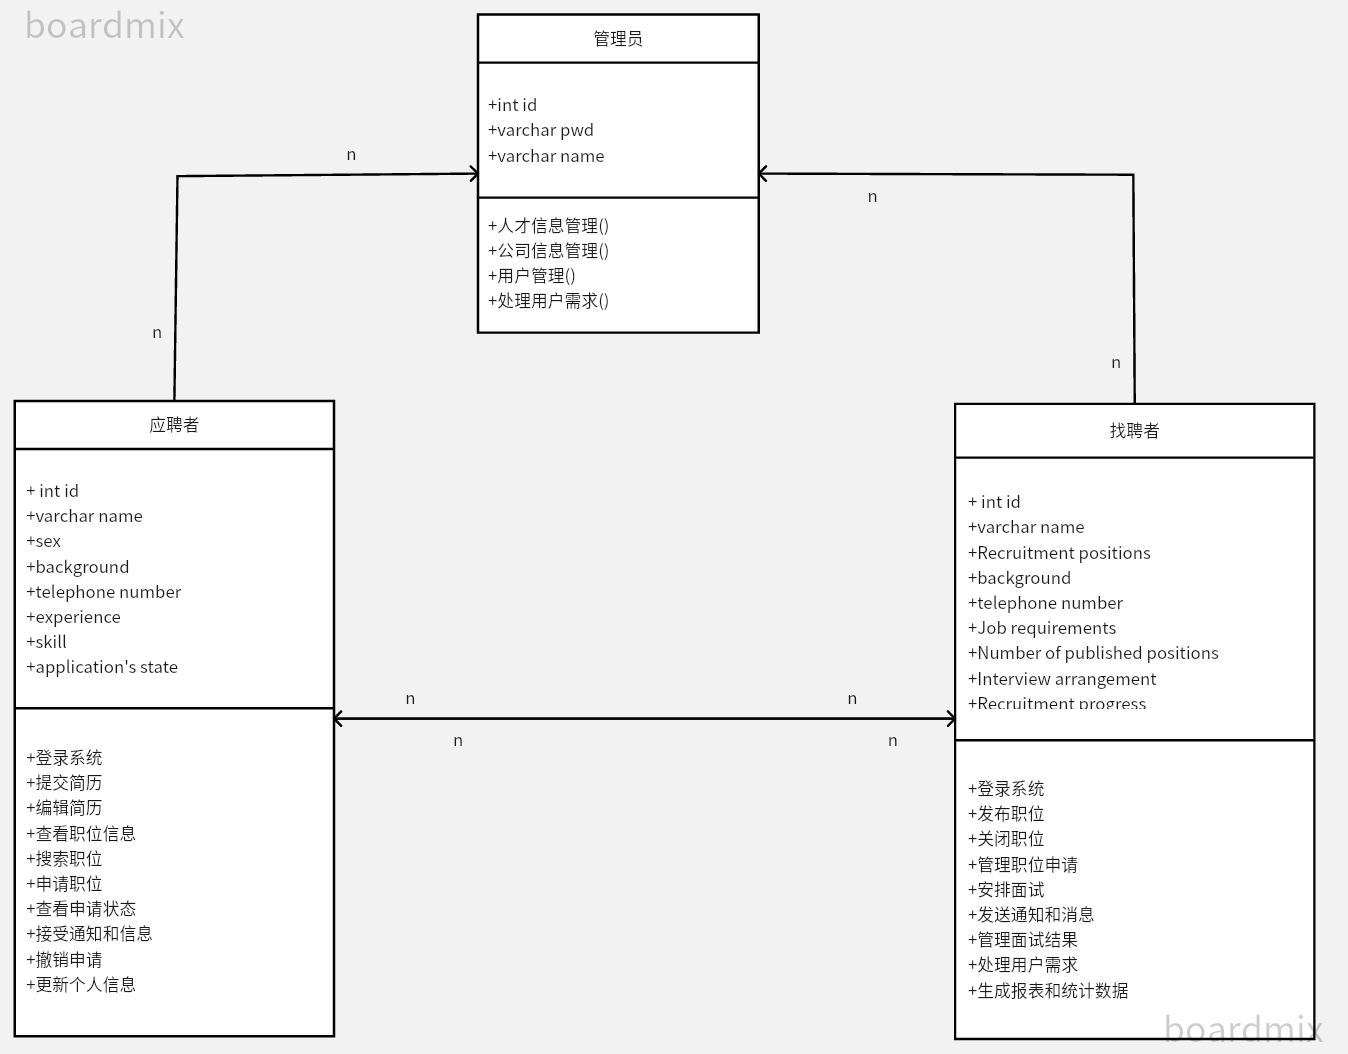 boardmix
管理员
+int id
+varchar pwd
+varchar name
+人才信息管理()
+公司信息管理()
+用户管理()
+处理用户需求()
n
n
n
n
应聘者
+ int id
+varchar name
+sex
+background
+telephone number
+experience
+skill
+application's state
+登录系统
+提交简历
+编辑简历
+查看职位信息
+搜索职位
+申请职位
+查看申请状态
+接受通知和信息
+撤销申请
+更新个人信息
n
n
n
n
找聘者
+ int id
+varchar name
+Recruitment positions
+background
+telephone number
+Job requirements
+Number of published positions
+Interview arrangement
+Recruitment progress
+登录系统
+发布职位
+关闭职位
+管理职位申请
+安排面试
+发送通知和消息
+管理面试结果
+处理用户需求
+生成报表和统计数据
boardmix